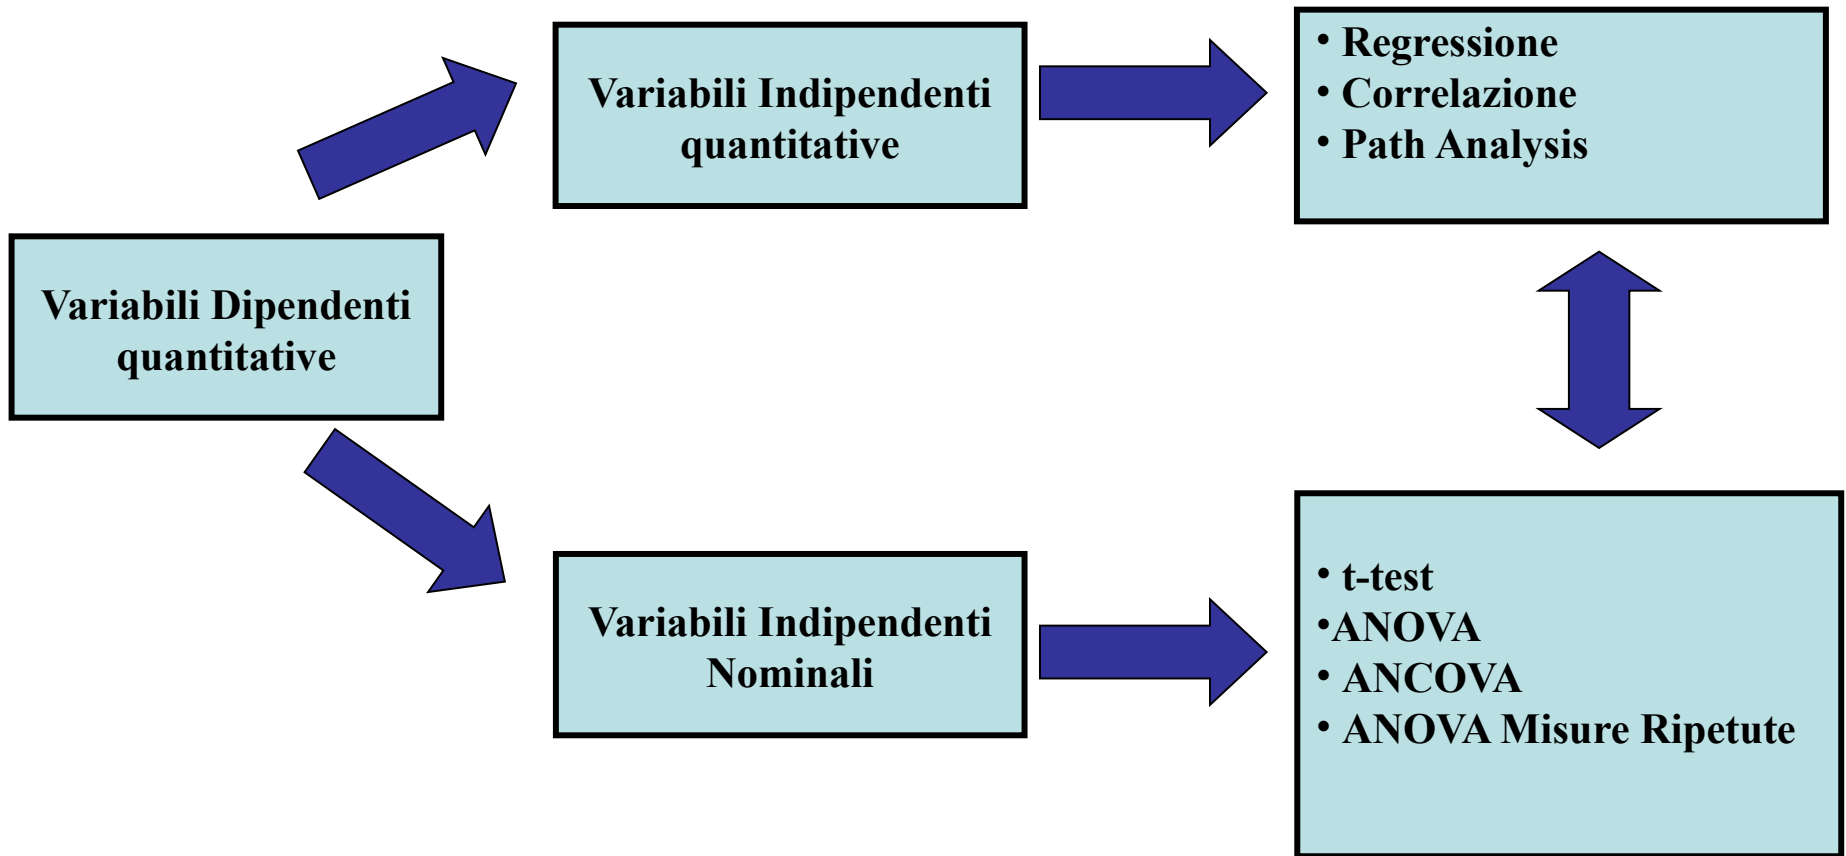 Variabili Dipendenti
quantitative
Variabili Indipendenti
quantitative
• Regressione
• Correlazione
• Path Analysis
Variabili Indipendenti
Nominali
• t-test
•ANOVA
• ANCOVA
• ANOVA Misure Ripetute